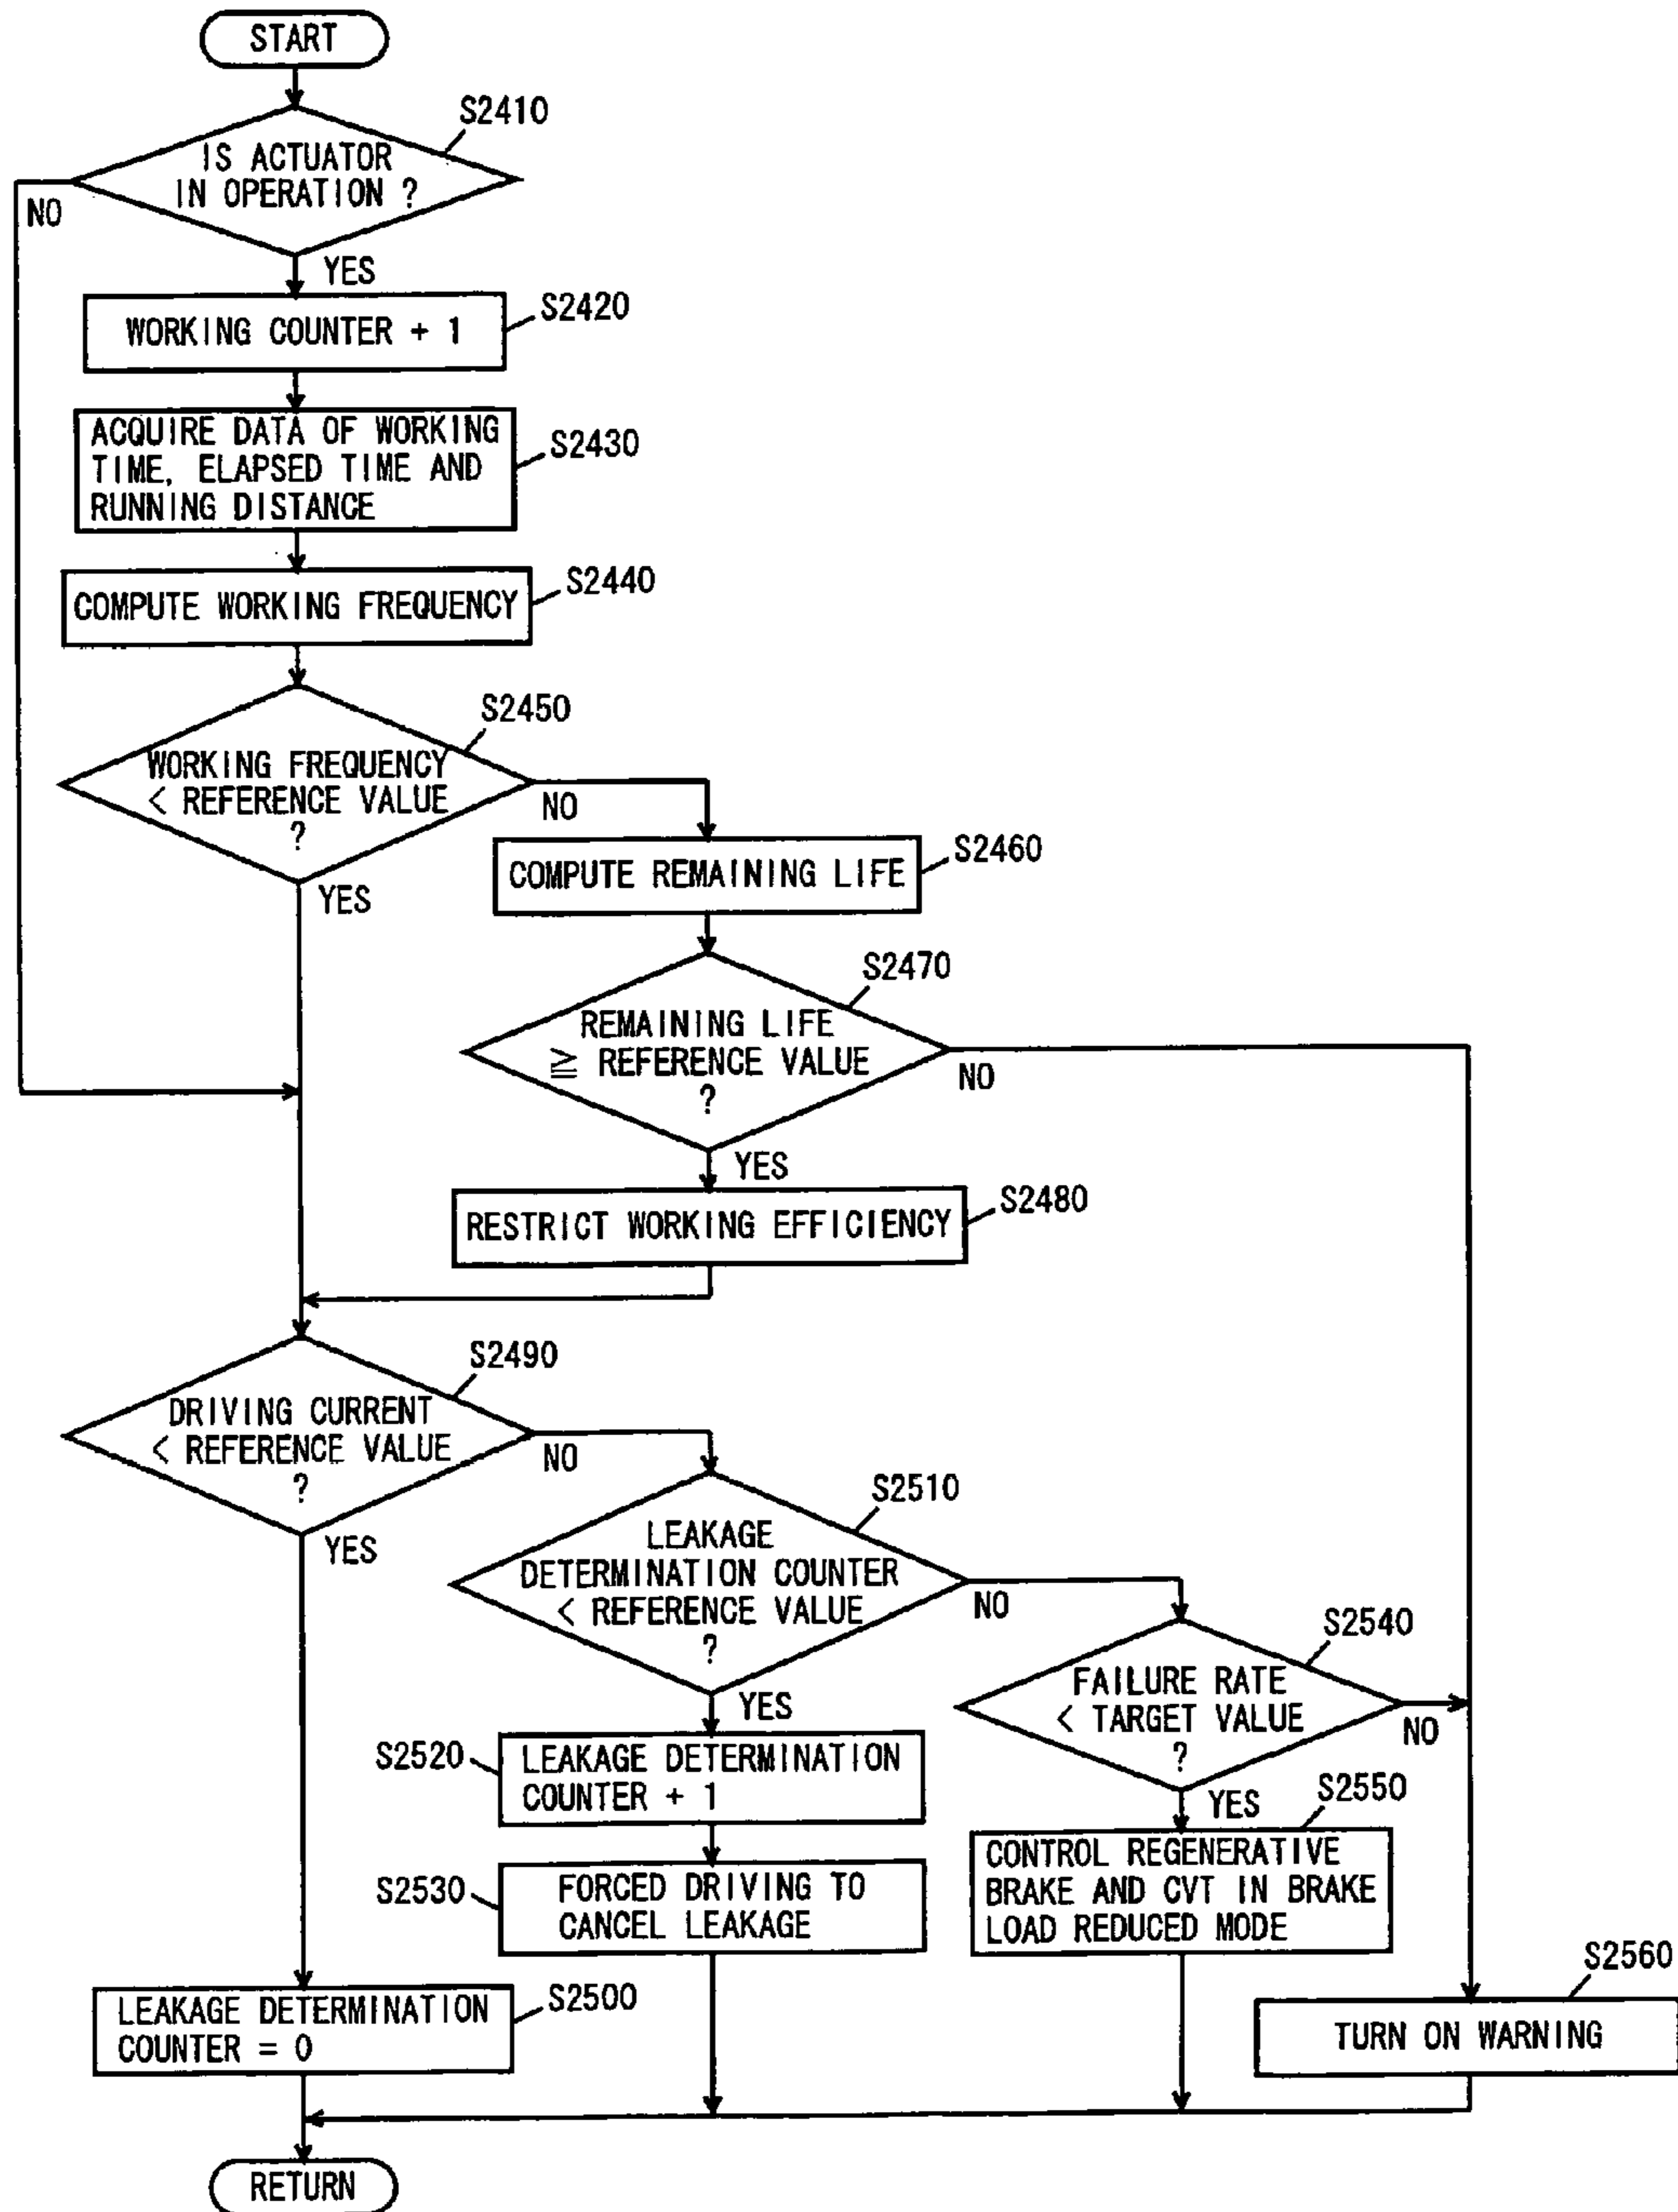 START
S2410
IS ACTUATOR
IN OPERATION ?
NO
YES
S2420
WORKING COUNTER + 1
S2430
ACQUIRE DATA OF WORKING
TIME, ELAPSED TIME AND
RUNNING DISTANCE
S2440
COMPUTE WORKING FREQUENCY
S2450
WORKING FREQUENCY
< REFERENCE VALUE
?
NO
YES
S2460
COMPUTE REMAINING LIFE
S2470
REMAINING LIFE
≧ REFERENCE VALUE
?
NO
YES
S2480
RESTRICT WORKING EFFICIENCY
S2490
DRIVING CURRENT
< REFERENCE VALUE
?
NO
YES
S2510
LEAKAGE
DETERMINATION COUNTER
< REFERENCE VALUE
?
NO
YES
S2540
FAILURE RATE
< TARGET VALUE
?
NO
YES
S2520
LEAKAGE DETERMINATION
COUNTER + 1
S2530
FORCED DRIVING TO
CANCEL LEAKAGE
S2550
CONTROL REGENERATIVE
BRAKE AND CVT IN BRAKE
LOAD REDUCED MODE
S2500
LEAKAGE DETERMINATION
COUNTER = 0
S2560
TURN ON WARNING
RETURN